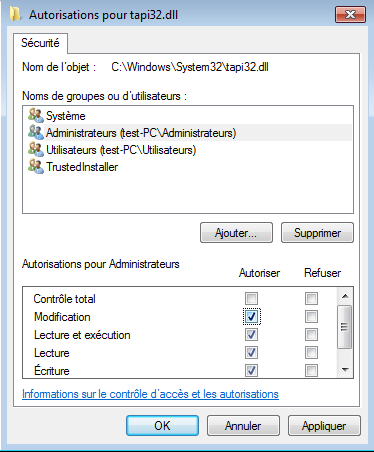 Autorisations pour tapi32.dll
Sécurité
Nom de l'objet : C:\Windows\System32\tapi32.dll
Noms de groupes ou d'utilisateurs :
Système
Administrateurs (test-PC\Administrateurs)
Utilisateurs (test-PC\Utilisateurs)
TrustedInstaller
Ajouter... Supprimer
Autorisations pour Administrateurs Autoriser Refuser
Contrôle total
Modification
Lecture et exécution
Lecture
Écriture
Informations sur le contrôle d'accès et les autorisations
OK Annuler Appliquer